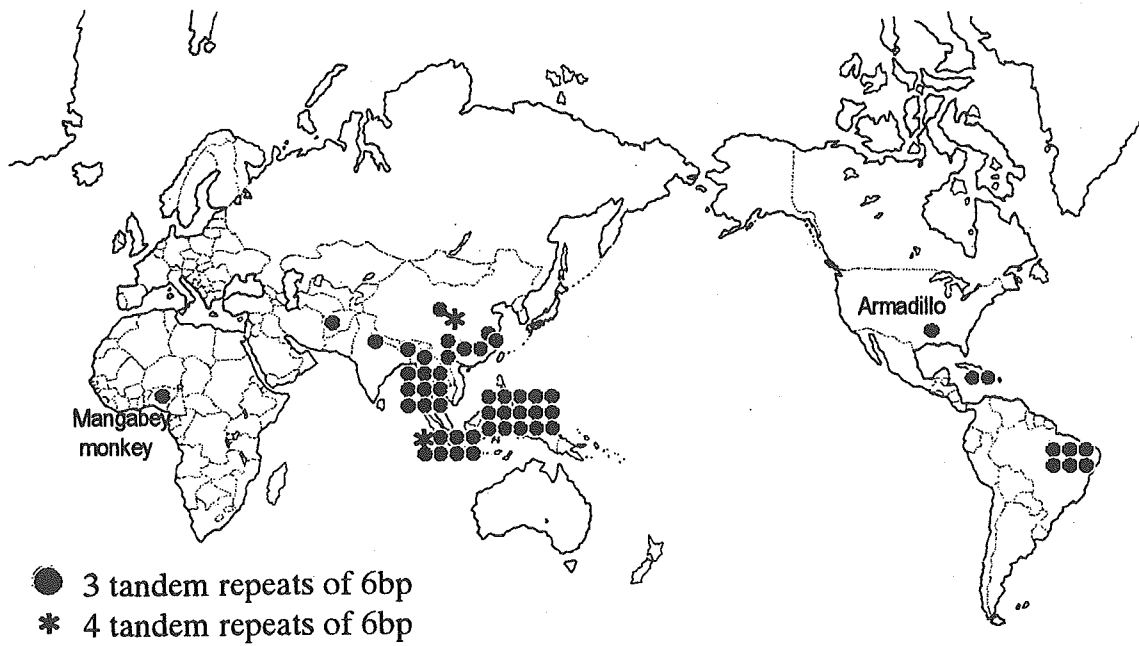 Armadillo
Mangabey
monkey
3 tandem repeats of 6bp
* 4 tandem repeats of 6bp